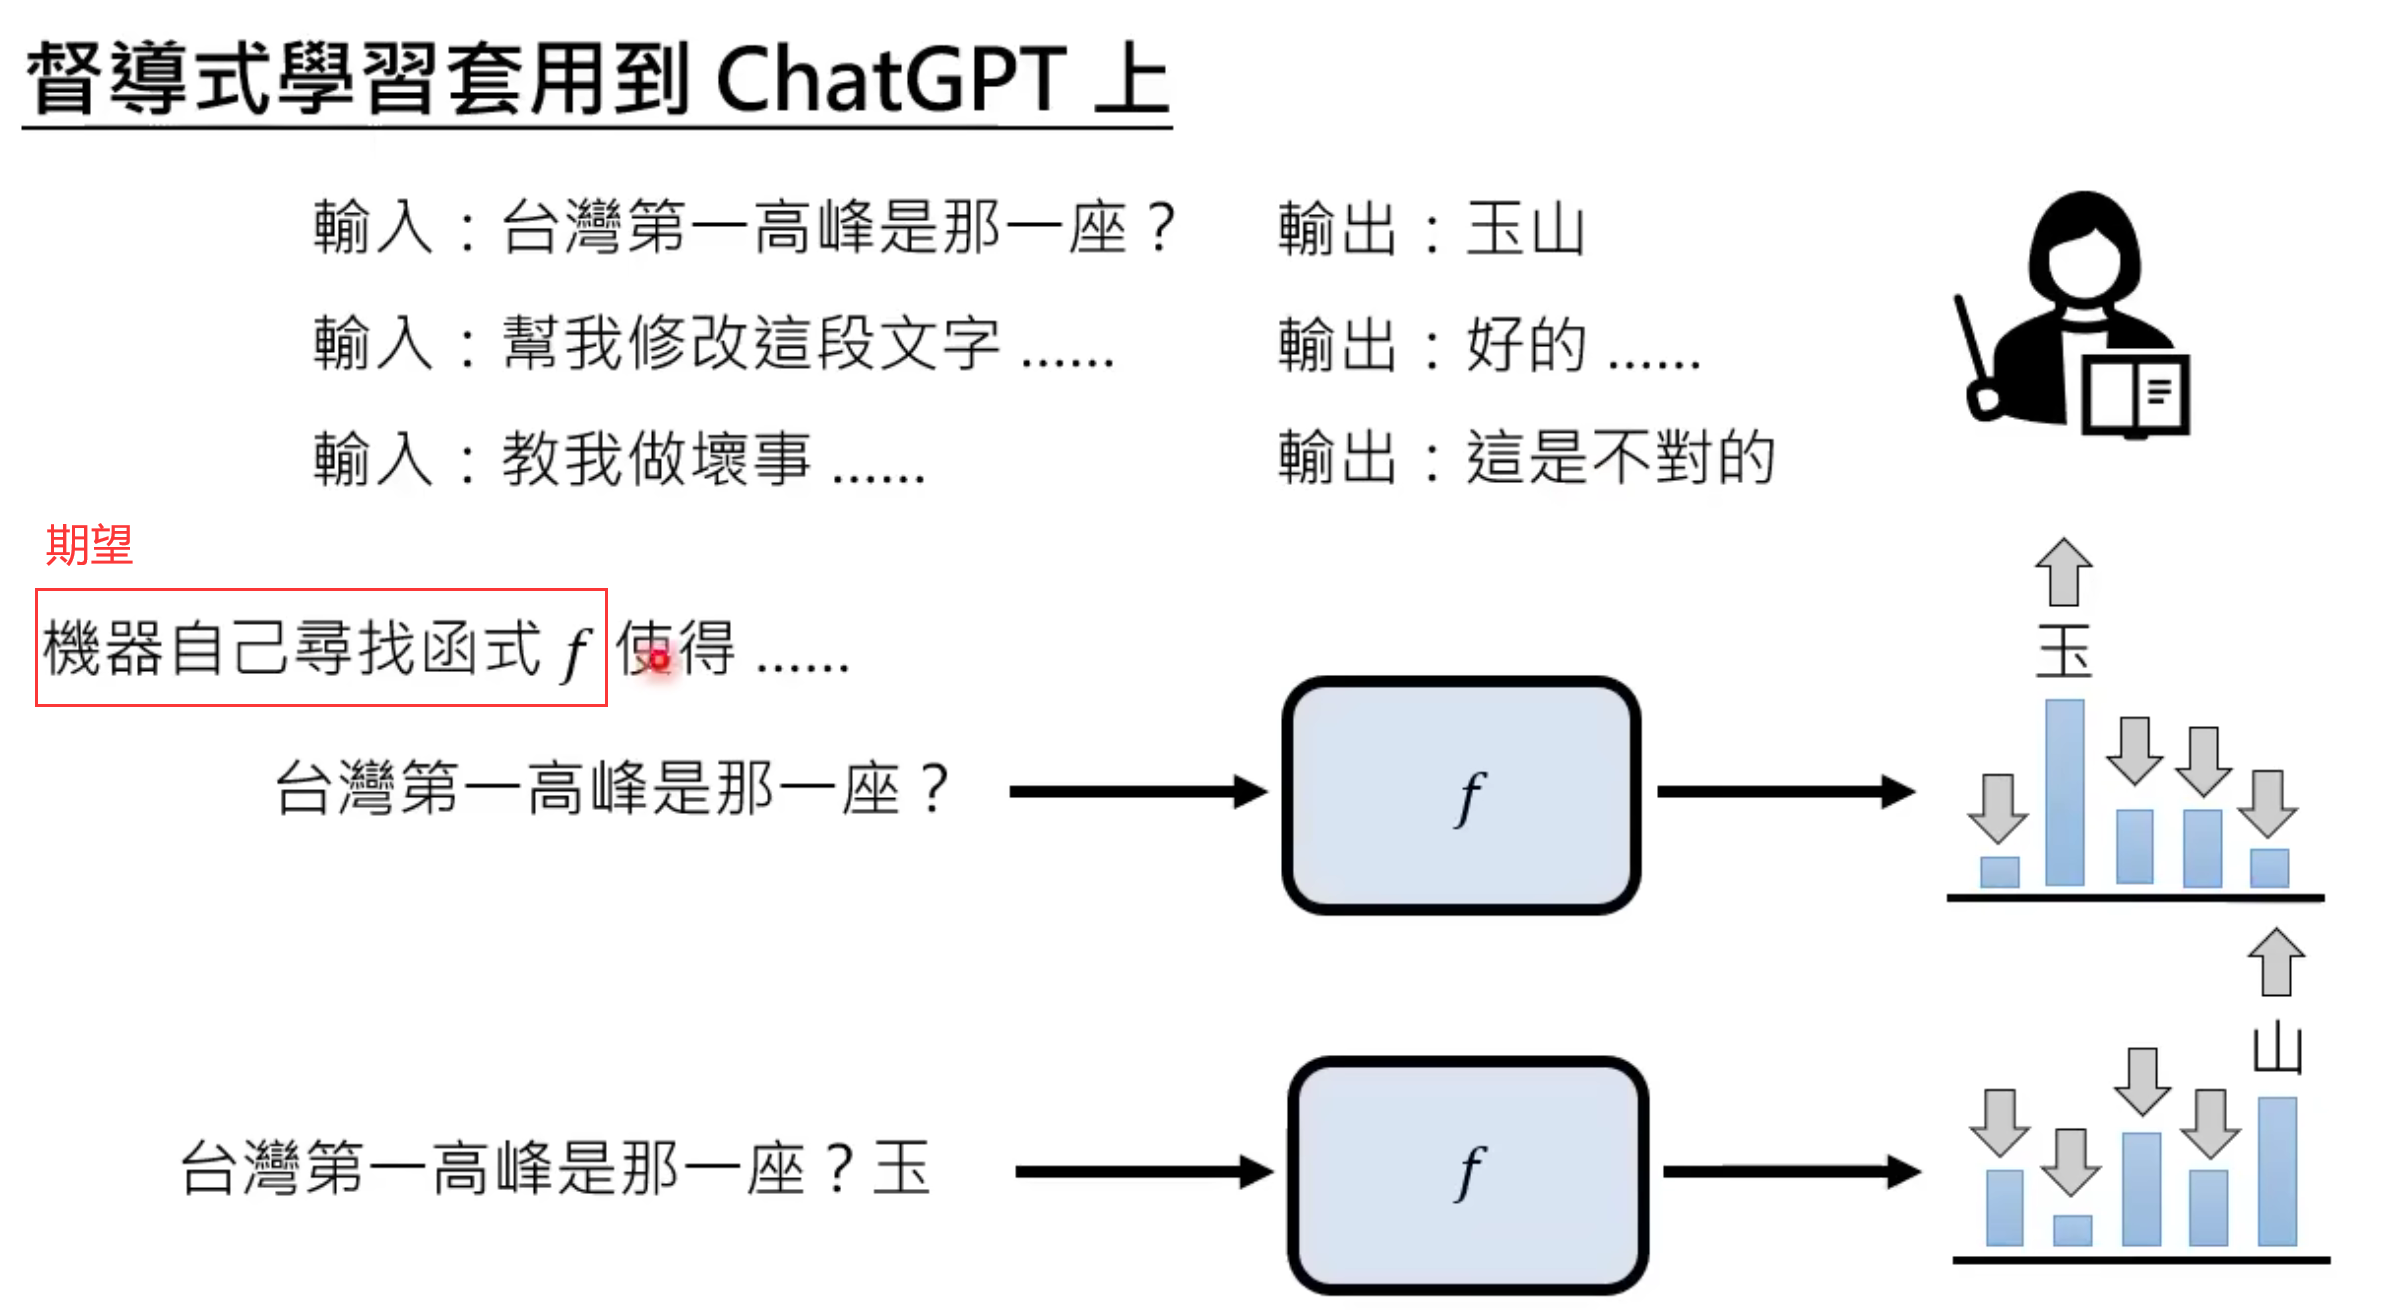 督導式學習套用到 ChatGPT 上
輸入：台灣第一高峰是那一座？ 輸出：玉山
輸入：幫我修改這段文字 …… 輸出：好的 ……
輸入：教我做壞事 …… 輸出：這是不對的
期望
機器自己尋找函式 f 使得 ……
玉
台灣第一高峰是那一座？ f
山
台灣第一高峰是那一座？玉 f